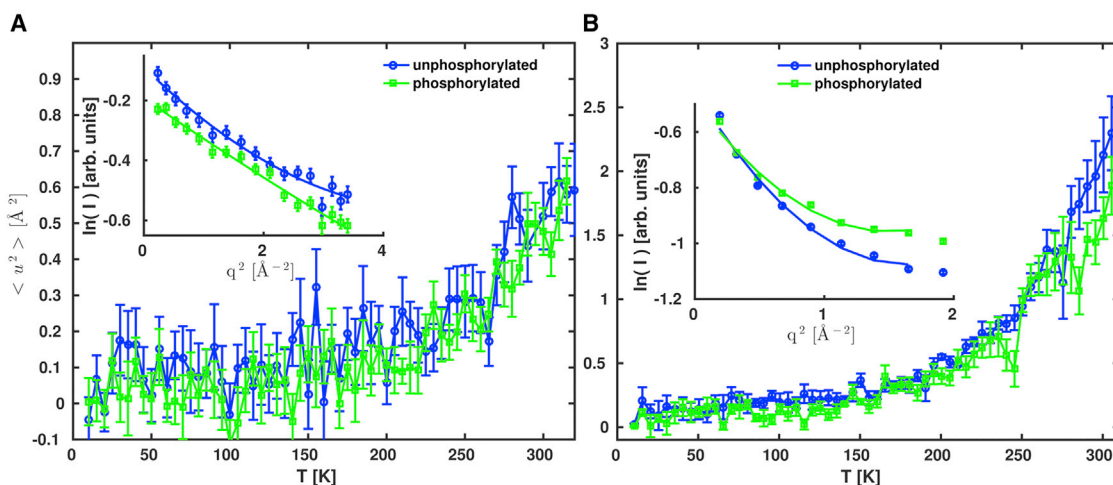 A
B
0.9
0.8
0.7
0.6
0.5
0.4
0.3
0.2
0.1
0
-0.1
< u² > [Å²]
0 50 100 150 200 250 300
T [K]
unphosphorylated
phosphorylated
ln( I ) [arb. units]
-0.2
-0.4
-0.6
0 2 4
q² [Å⁻²]
3
2.5
2
1.5
1
0.5
0
0 50 100 150 200 250 300
T [K]
unphosphorylated
phosphorylated
ln( I ) [arb. units]
-0.6
-0.8
-1
-1.2
0 1 2
q² [Å⁻²]